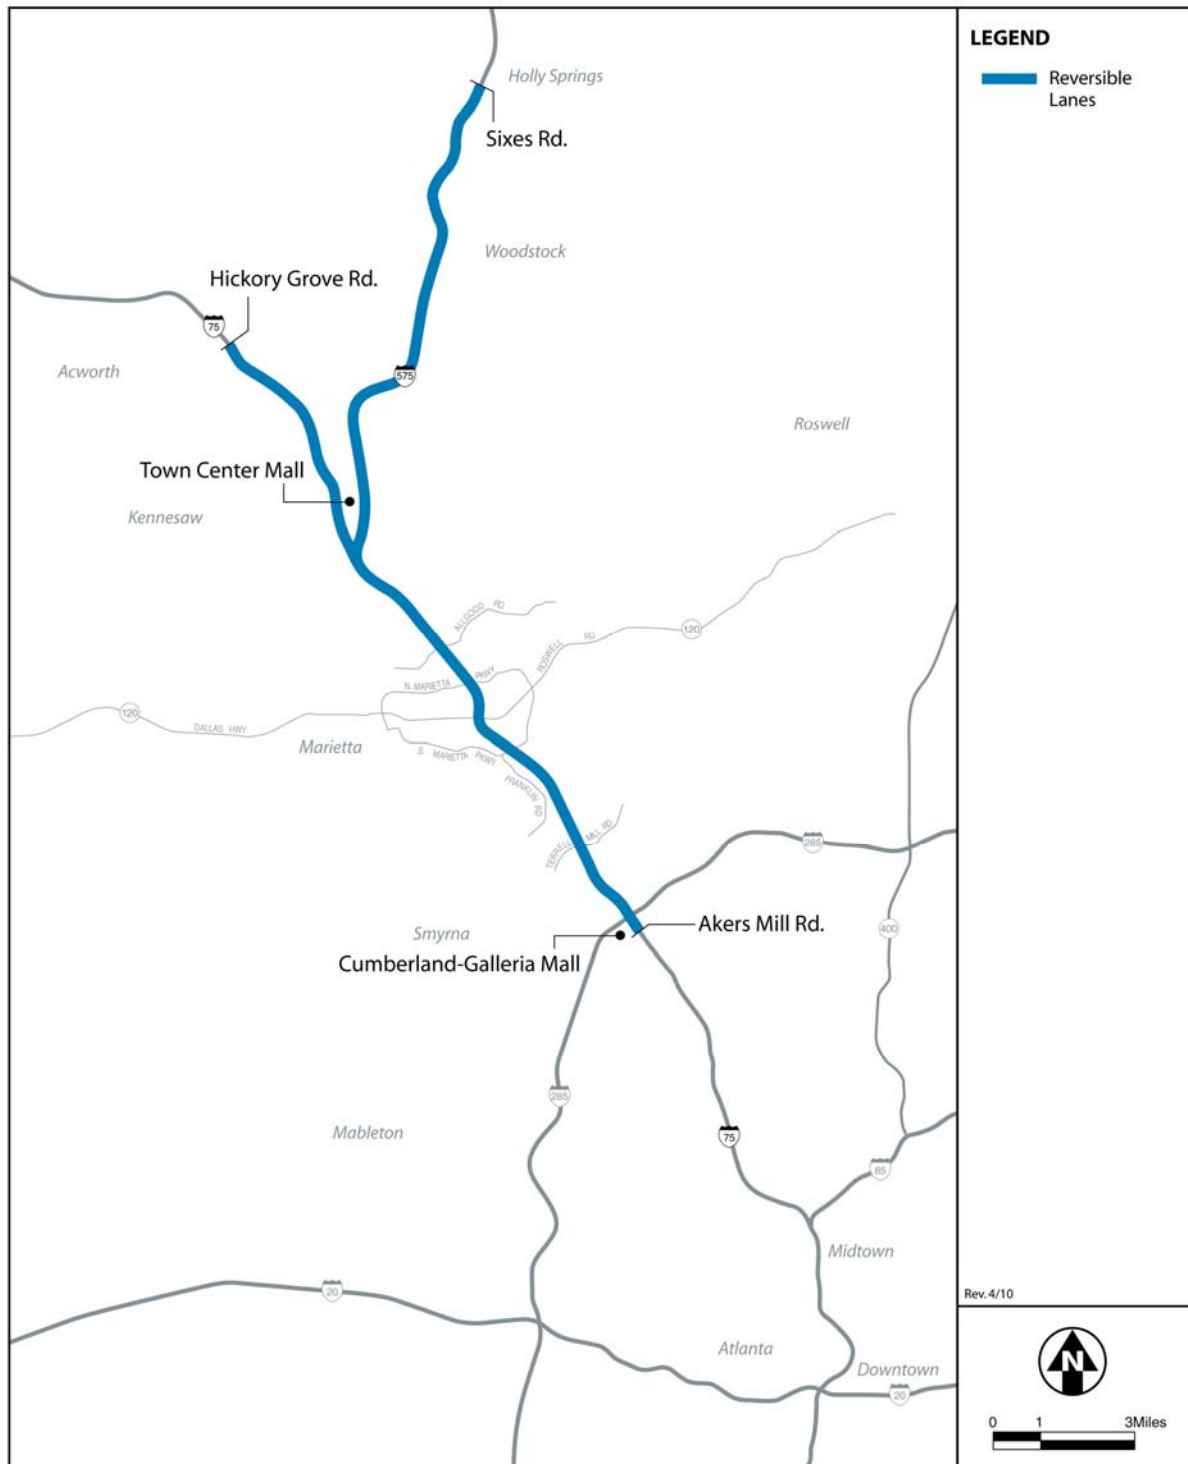 LEGEND
Reversible
Lanes
Holly Springs
Sixes Rd.
Woodstock
Hickory Grove Rd.
75
Acworth
575
Roswell
Town Center Mall
Kennesaw
ALLGOOD RD
ROSWELL RD
120
N MARIETTA PKWY
120
DALLAS HWY
Marietta
S MARIETTA PKWY
FRANKLIN RD
TERRELL MILL RD
285
Smyrna
Akers Mill Rd.
400
Cumberland-Galleria Mall
285
Mableton
75
85
Midtown
20
Atlanta
Downtown
20
Rev. 4/10
N
0 1 3Miles